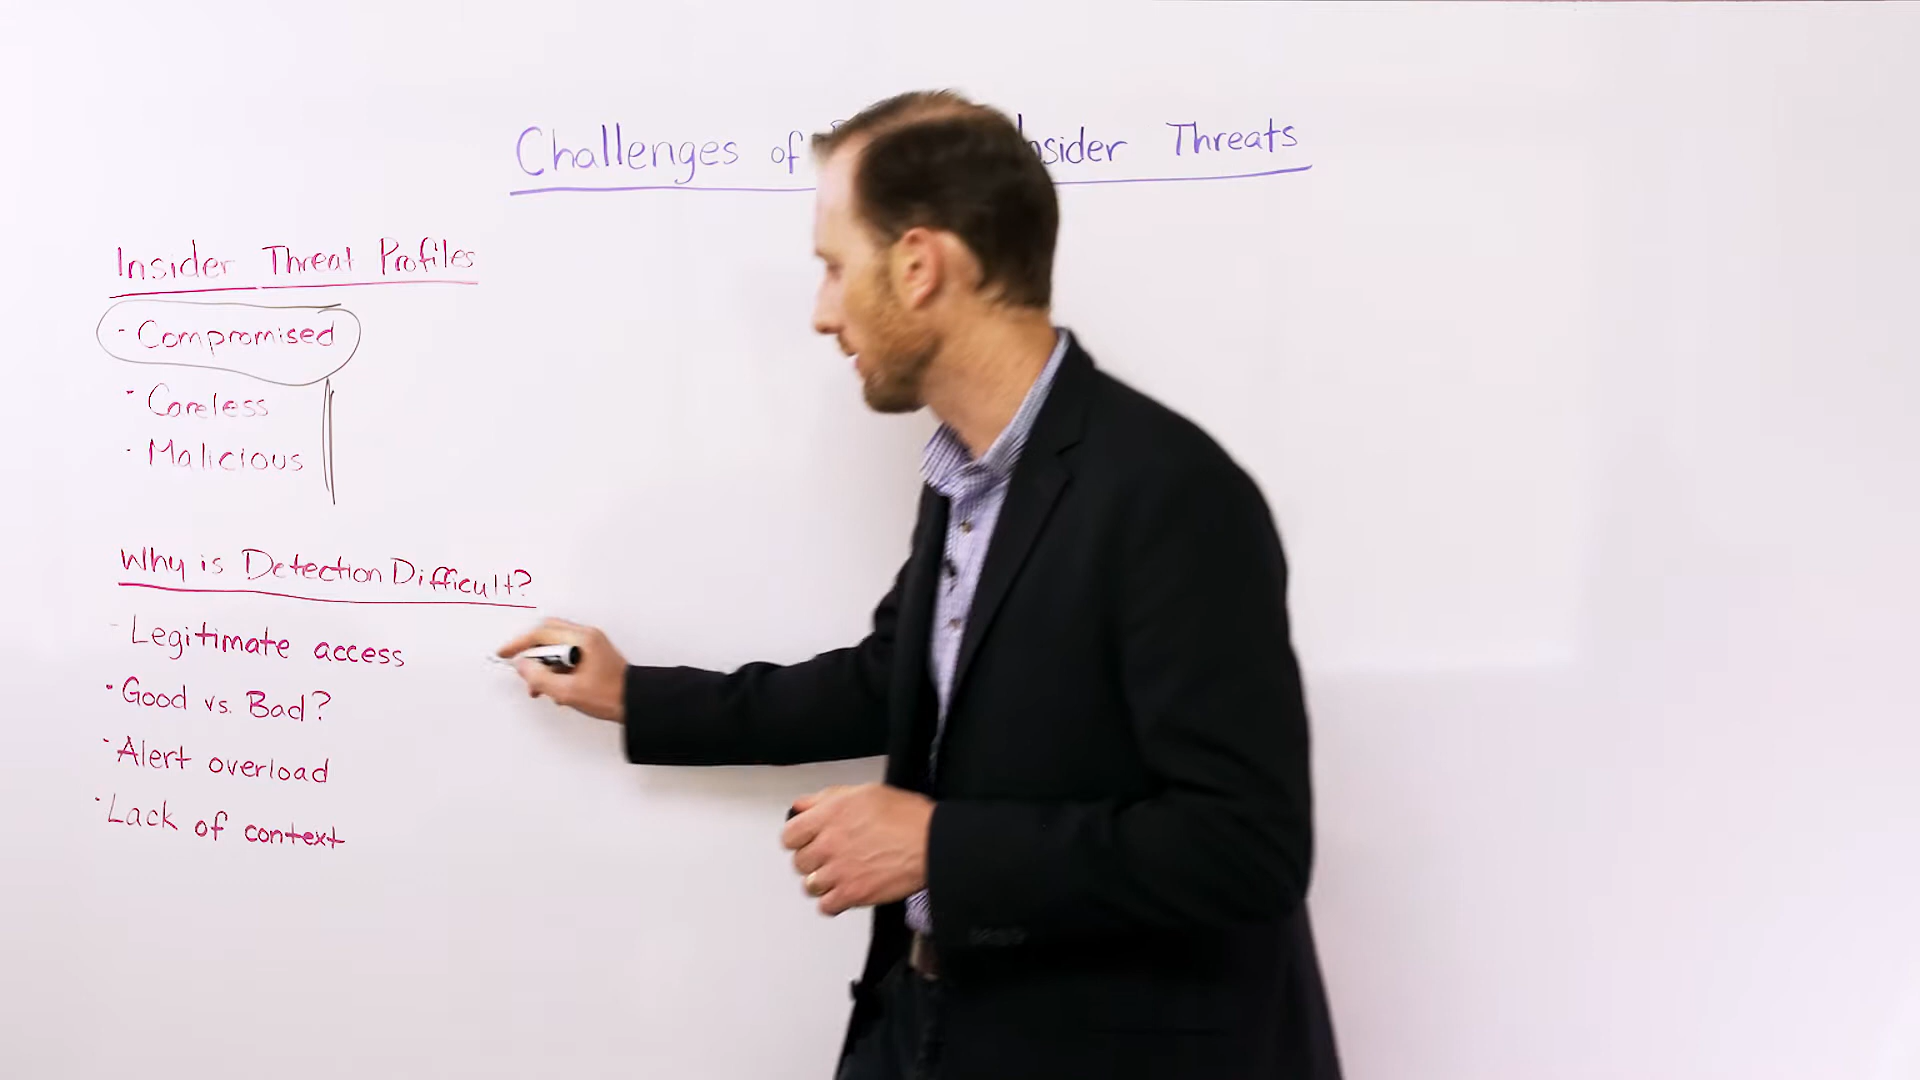 Challenges of Insider Threats
Insider Threat Profiles
- Compromised
- Careless
- Malicious
Why is Detection Difficult?
- Legitimate access
- Good vs. Bad?
- Alert overload
- Lack of context